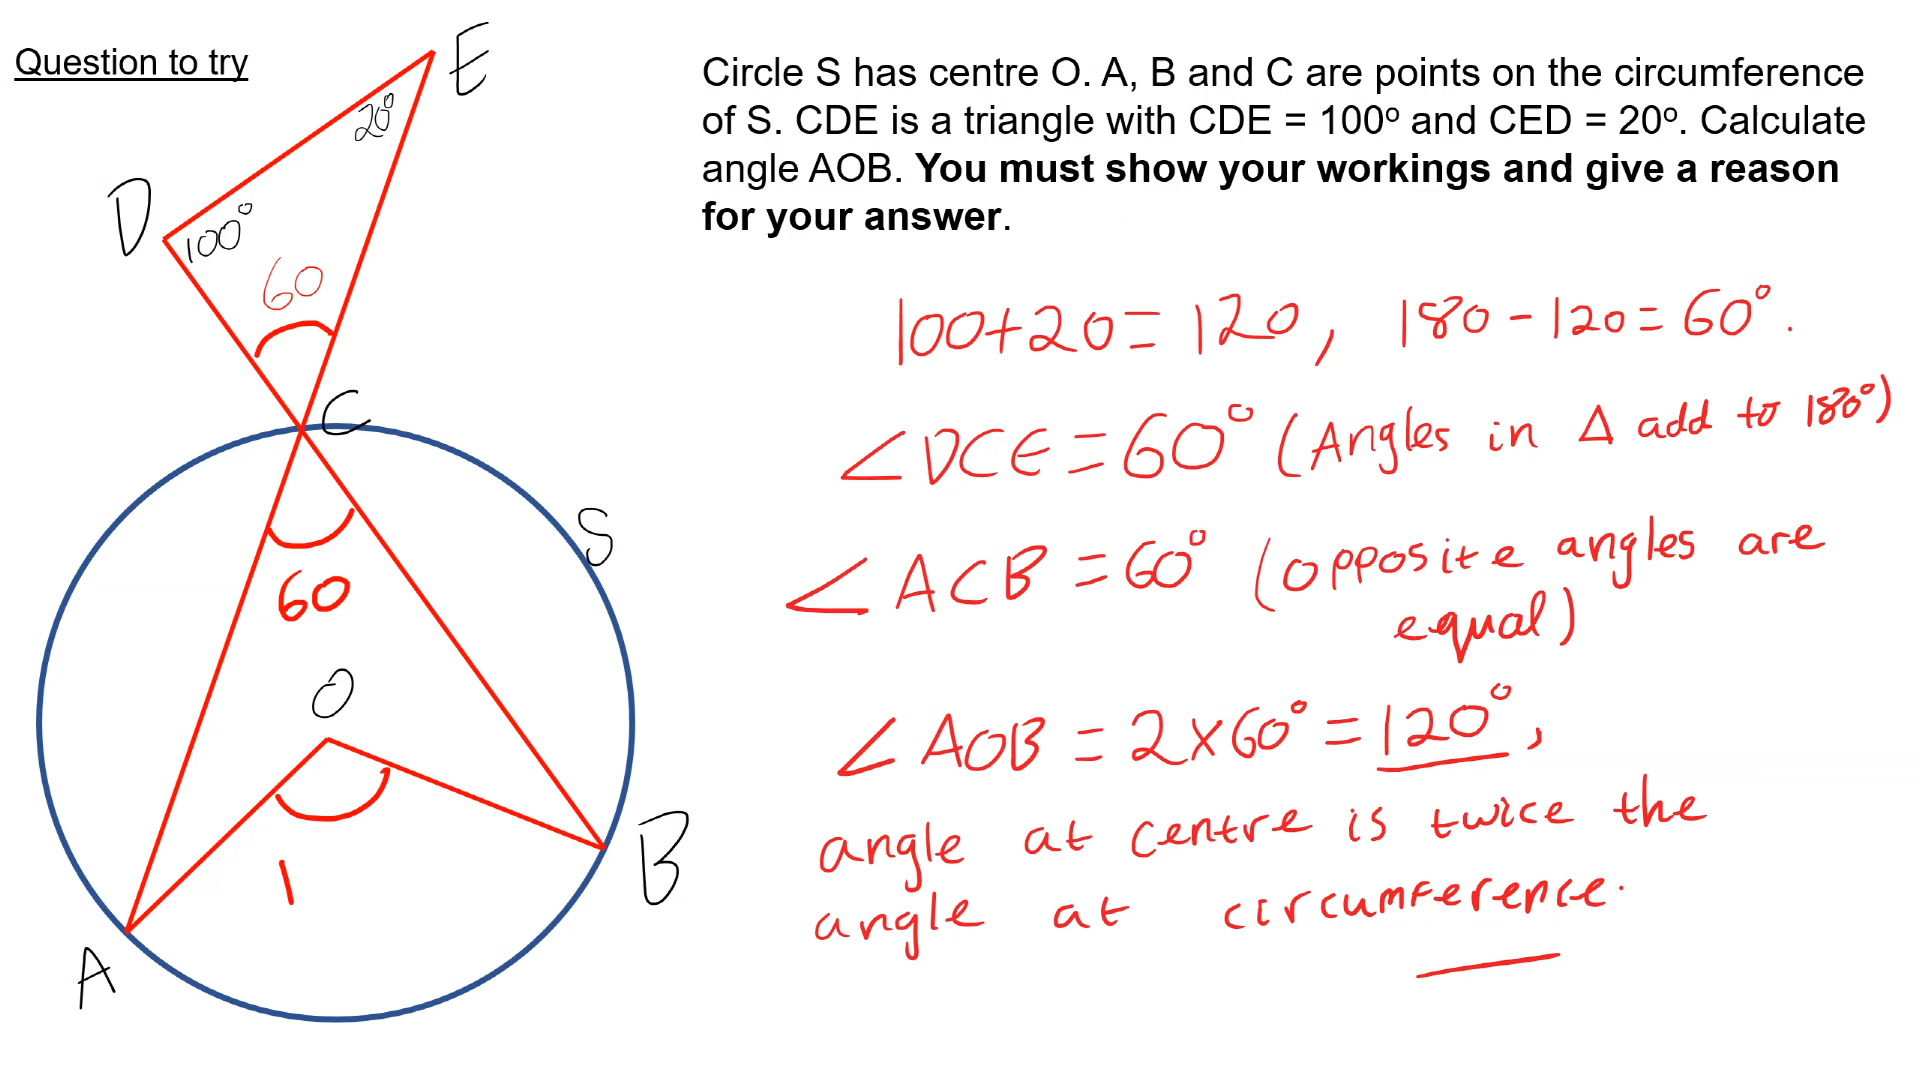 Question to try
Circle S has centre O. A, B and C are points on the circumference
of S. CDE is a triangle with CDE = 100º and CED = 20º. Calculate
angle AOB. You must show your workings and give a reason
for your answer.
E
20°
D
100°
60
C
S
60
O
1
B
A
100+20=120, 180-120=60°.
∠DCE=60° (Angles in Δ add to 180°)
∠ACB=60° (opposite angles are
equal)
∠AOB=2×60°=120°,
angle at centre is twice the
angle at circumference.